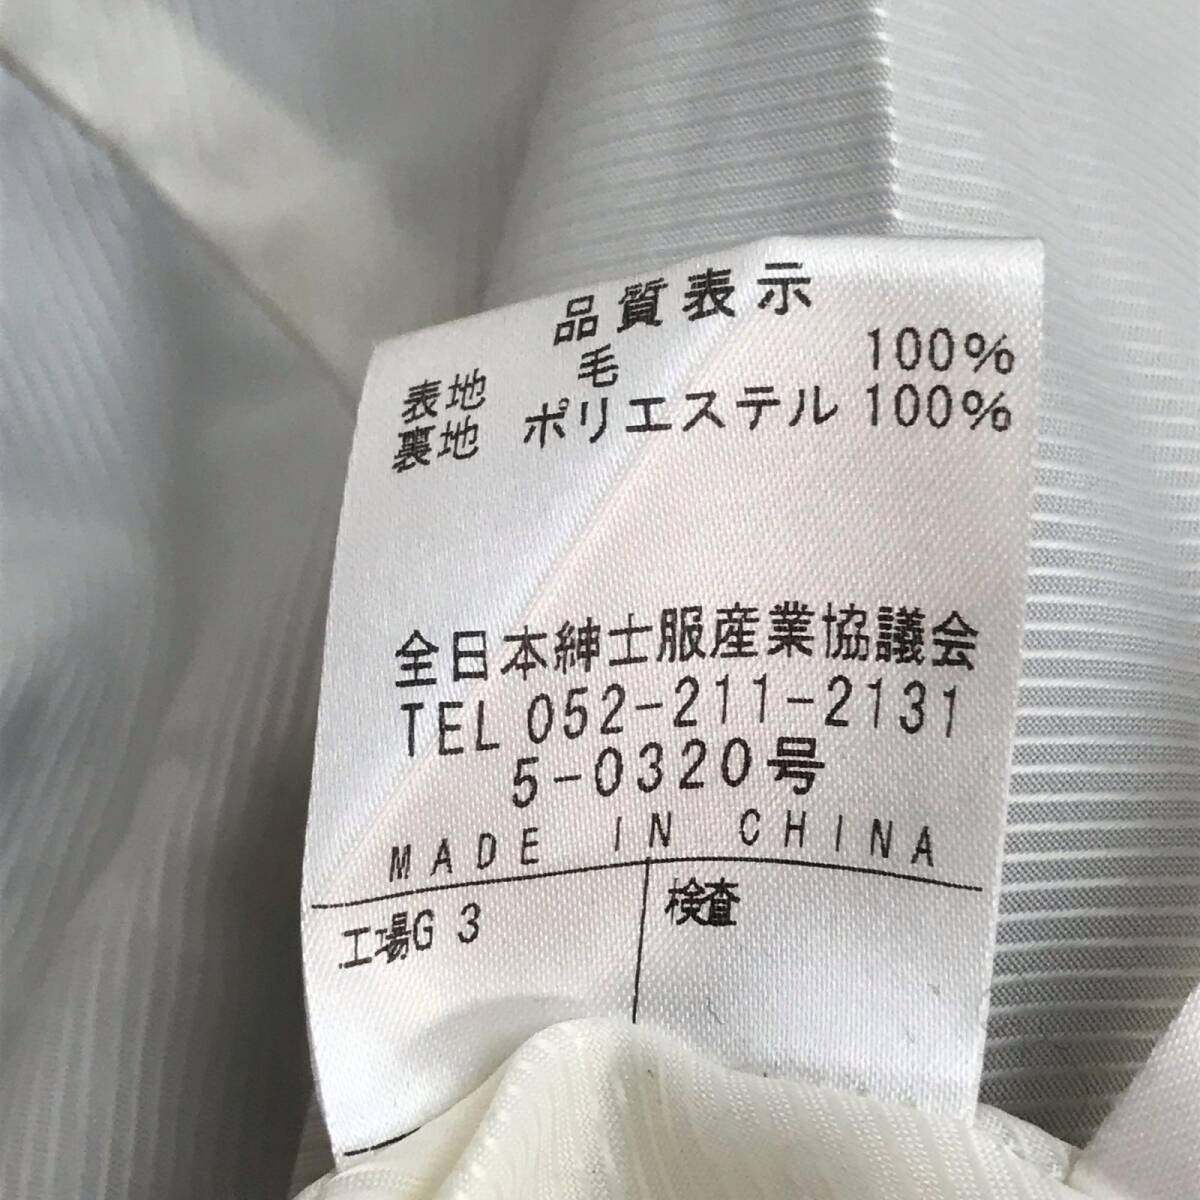 品質表示
表地 毛 100%
裏地 ポリエステル 100%
全日本紳士服産業協議会
TEL 052-211-2131
5-0320号
MADE IN CHINA
工場G 3 検査